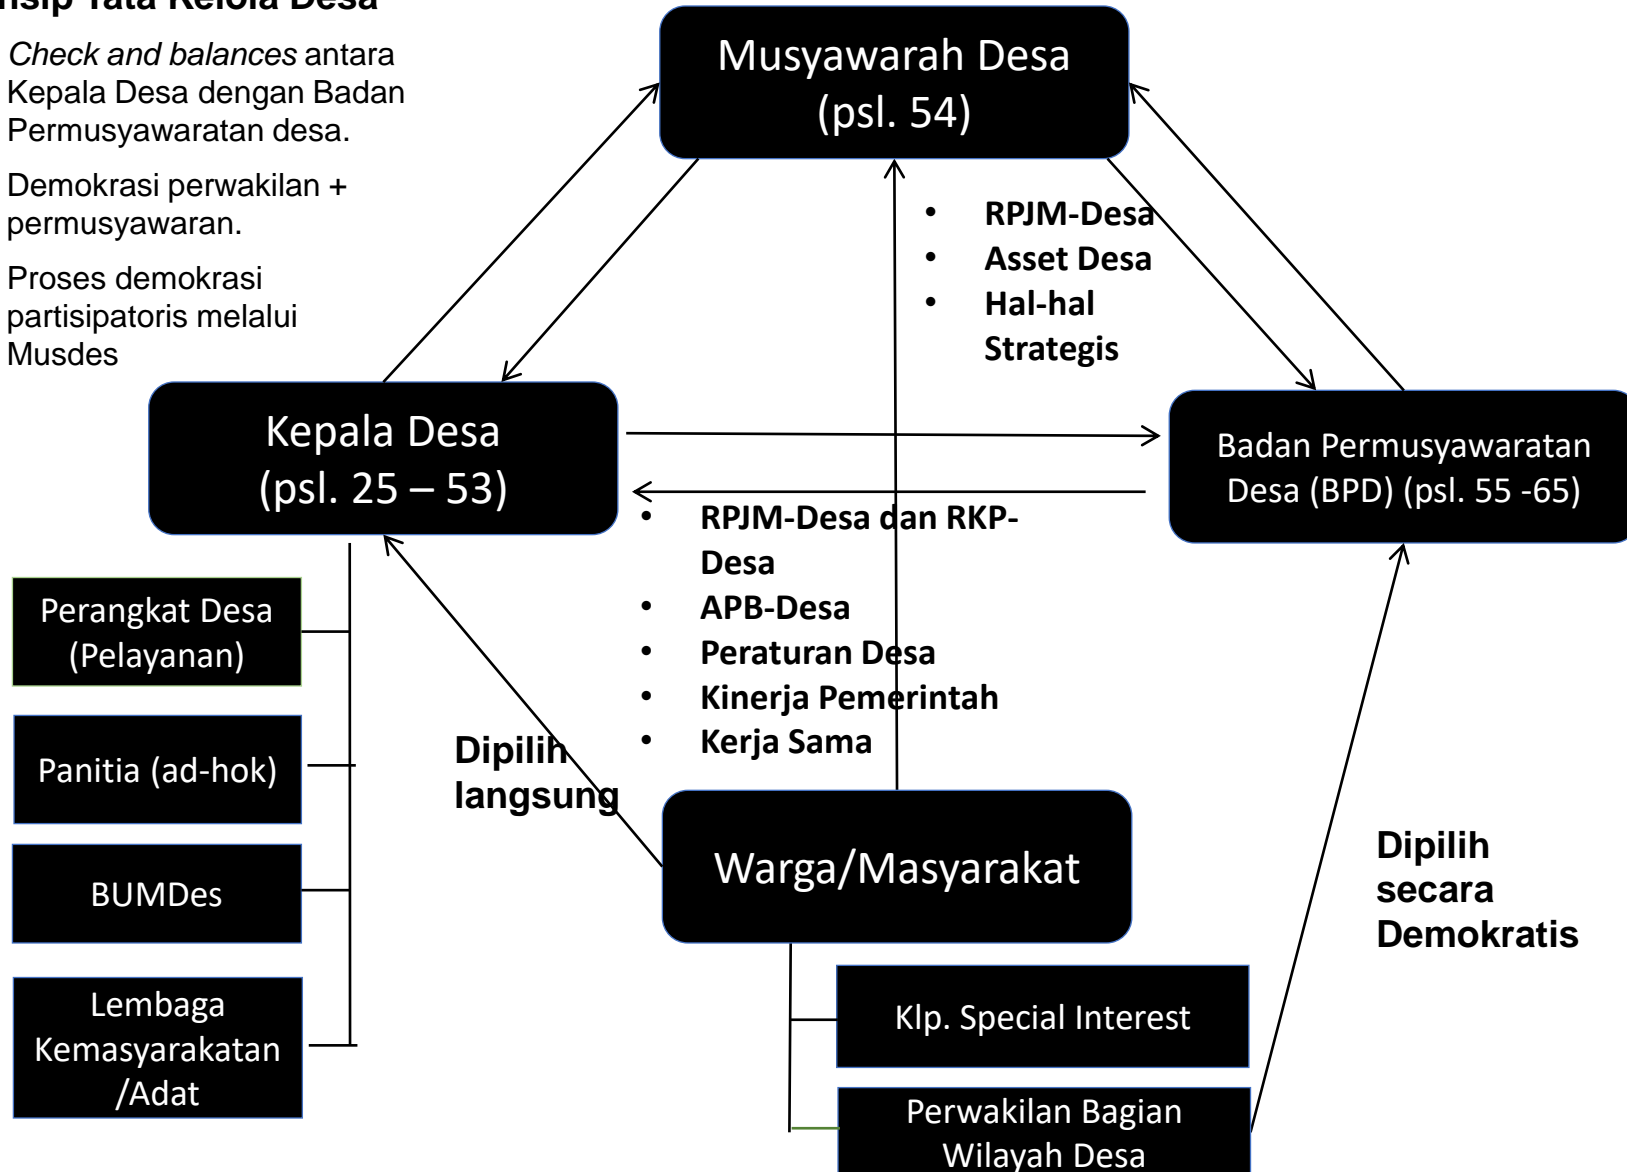 Tata Kelola Desa
Check and balances antara
Kepala Desa dengan Badan
Permusyawaratan desa.
Demokrasi perwakilan +
permusyawaran.
Proses demokrasi
partisipatoris melalui
Musdes
Musyawarah Desa
(psl. 54)
• RPJM-Desa
• Asset Desa
• Hal-hal
Strategis
Kepala Desa
(psl. 25 – 53)
Badan Permusyawaratan
Desa (BPD) (psl. 55 -65)
• RPJM-Desa dan RKP-
Desa
• APB-Desa
• Peraturan Desa
• Kinerja Pemerintah
• Kerja Sama
Perangkat Desa
(Pelayanan)
Panitia (ad-hok)
BUMDes
Lembaga
Kemasyarakatan
/Adat
Dipilih
langsung
Warga/Masyarakat
Dipilih
secara
Demokratis
Klp. Special Interest
Perwakilan Bagian
Wilayah Desa